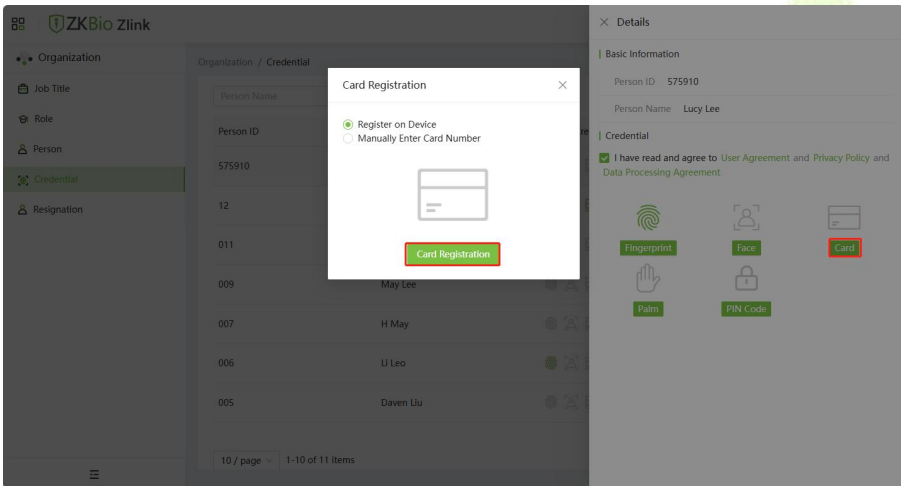 ZKBio Zlink
Organization
Job Title
Role
Person
Credential
Resignation
Organization / Credential
Person Name
Person ID
575910
12
011
009 May Lee
007 H May
006 Li Leo
005 Daven Liu
10 / page 1-10 of 11 items
Card Registration
Register on Device
Manually Enter Card Number
Card Registration
Details
Basic Information
Person ID 575910
Person Name Lucy Lee
Credential
I have read and agree to User Agreement and Privacy Policy and
Data Processing Agreement
Fingerprint Face Card
Palm PIN Code